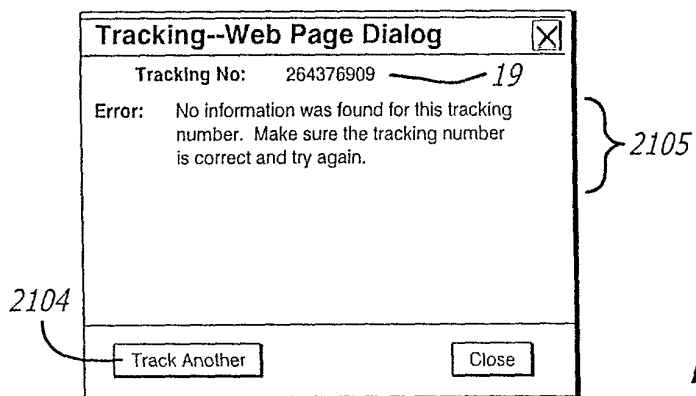 Tracking--Web Page Dialog
Tracking No: 264376909 19
Error: No information was found for this tracking
number. Make sure the tracking number
is correct and try again.
2105
2104
Track Another Close